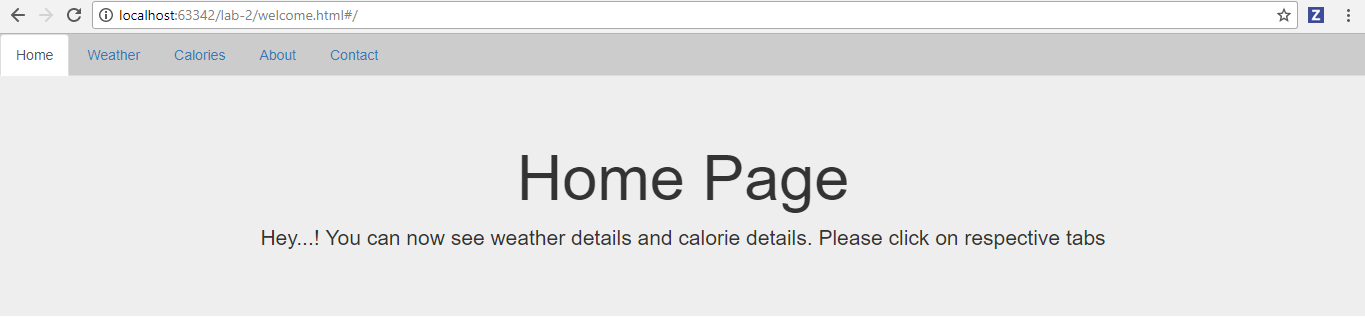 localhost:63342/lab-2/welcome.html#/
Z
Home Weather Calories About Contact
Home Page
Hey...! You can now see weather details and calorie details. Please click on respective tabs